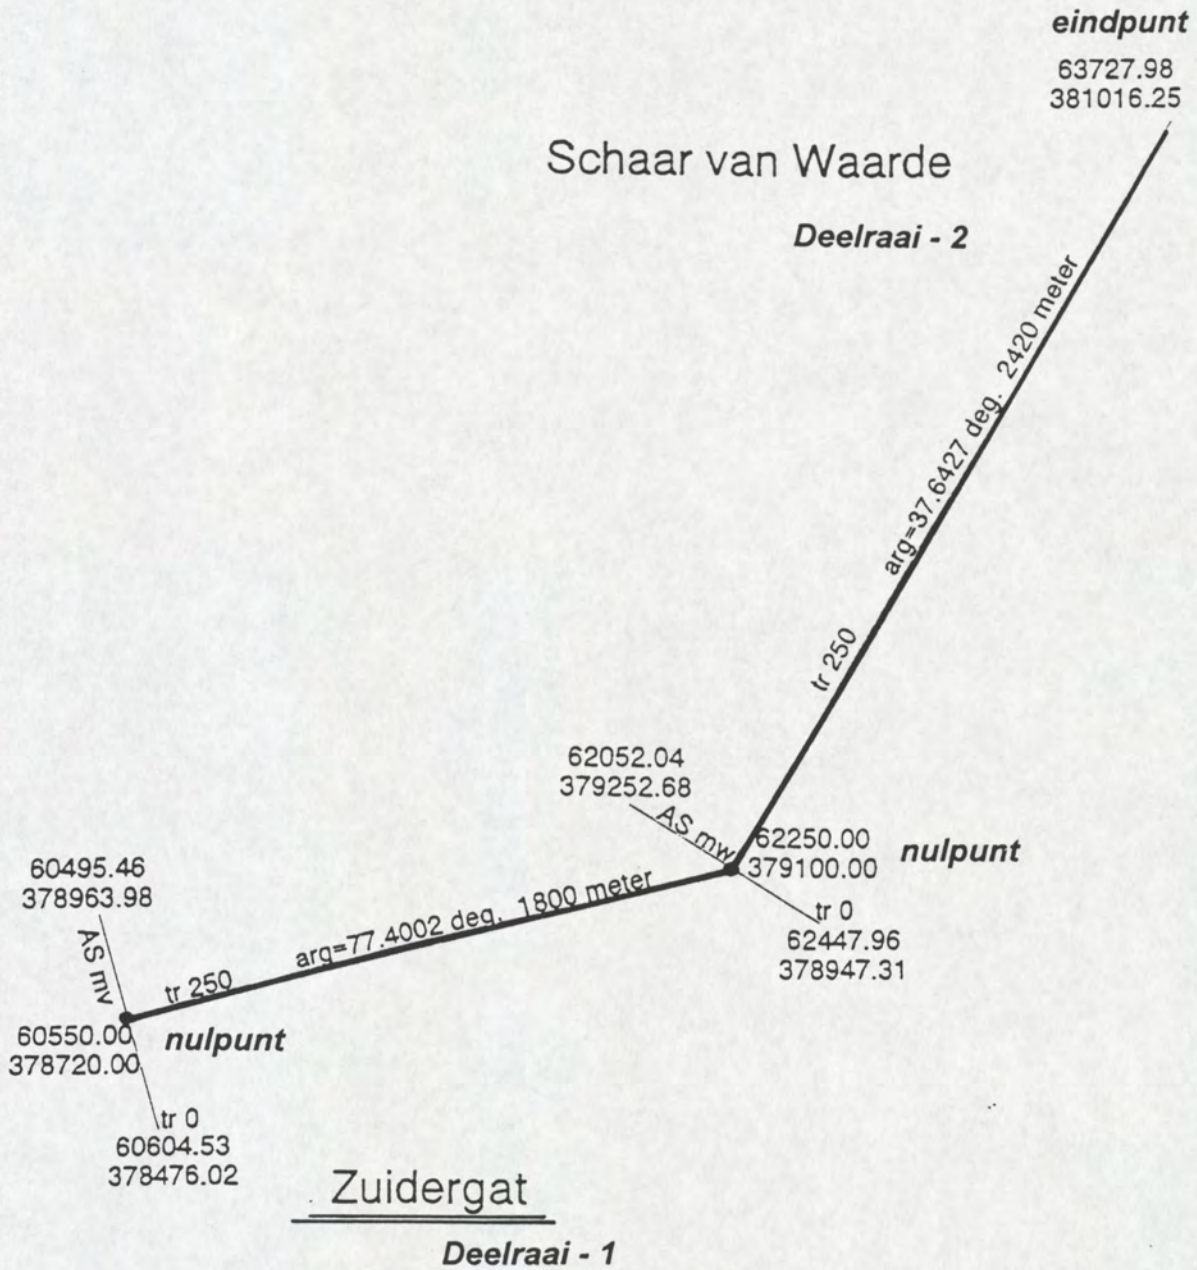 eindpunt
63727.98
381016.25
Schaar van Waarde
Deelraai - 2
arg=37.6427 deg. 2420 meter
tr 250
62052.04
379252.68
AS mw
62250.00
379100.00
nulpunt
tr 0
62447.96
378947.31
60495.46
378963.98
AS mv
tr 250
arg=77.4002 deg. 1800 meter
60550.00
378720.00
nulpunt
tr 0
60604.53
378476.02
Zuidergat
Deelraai - 1